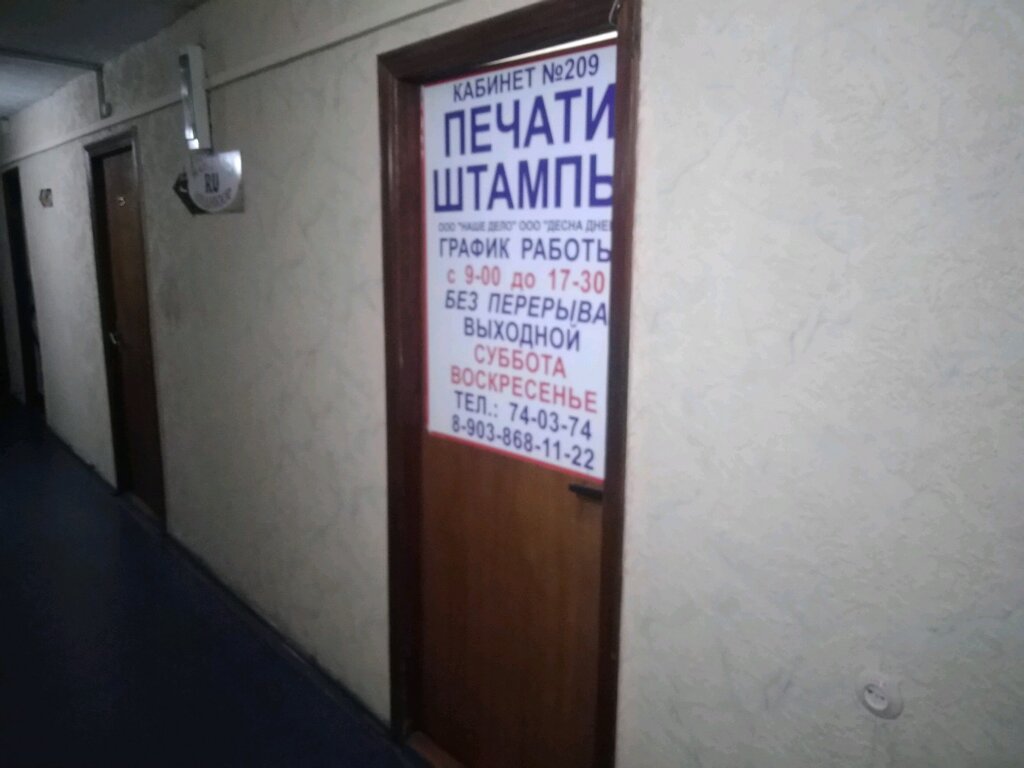 КАБИНЕТ №209
ПЕЧАТИ
ШТАМПЫ
ООО "НАШЕ ДЕЛО" ООО "ДЕСНА
ГРАФИК РАБОТЫ
с 9-00 до 17-30
БЕЗ ПЕРЕРЫВА
ВЫХОДНОЙ
СУББОТА
ВОСКРЕСЕНЬЕ
ТЕЛ.: 74-03-74
8-903-868-11-22
RU